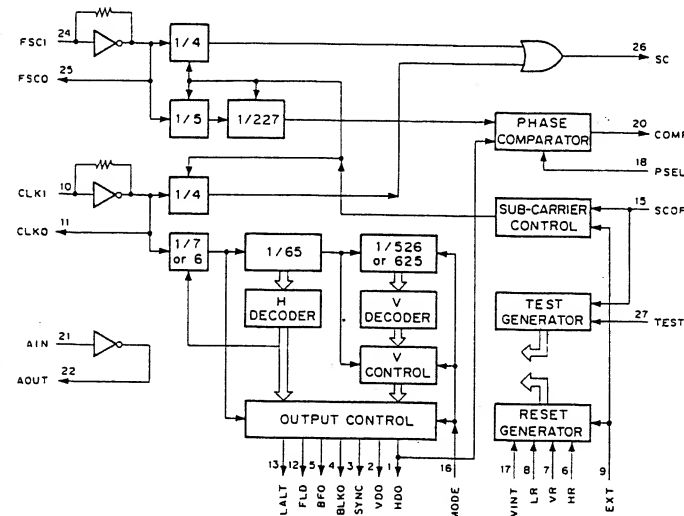 24
FSCI
1/4
26
SC
25
FSCO
1/5
1/227
PHASE
COMPARATOR
20
COMP
18
PSEL
CLKI
10
1/4
11
CLKO
SUB-CARRIER
CONTROL
15
SCOF
1/7
or 6
1/65
1/526
or 625
H
DECODER
V
DECODER
TEST
GENERATOR
27
TEST
AIN
21
22
AOUT
V
CONTROL
OUTPUT CONTROL
RESET
GENERATOR
13
12
5
4
3
2
1
16
17
8
7
6
9
LALT
FLD
BFO
BLKO
SYNC
VDO
HDO
MODE
VINT
LR
VR
HR
EXT